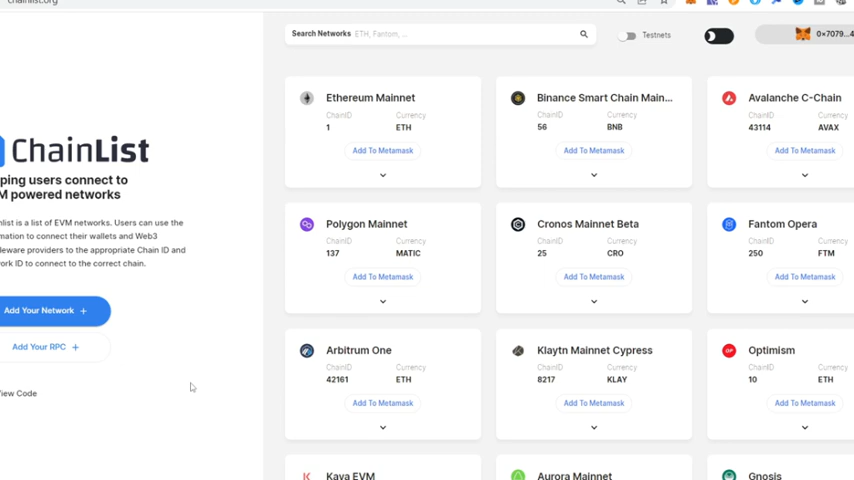 chainlist.org
ChainList
ping users connect to
M powered networks
nlist is a list of EVM networks. Users can use the
mation to connect their wallets and Web3
leware providers to the appropriate Chain ID and
ork ID to connect to the correct chain.
Add Your Network +
Add Your RPC +
iew Code
Search Networks ETH, Fantom, ...
Testnets
0x7079...4
Ethereum Mainnet
ChainID Currency
1 ETH
Add To Metamask
Binance Smart Chain Main...
ChainID Currency
56 BNB
Add To Metamask
Avalanche C-Chain
ChainID Currency
43114 AVAX
Add To Metamask
Polygon Mainnet
ChainID Currency
137 MATIC
Add To Metamask
Cronos Mainnet Beta
ChainID Currency
25 CRO
Add To Metamask
Fantom Opera
ChainID Currency
250 FTM
Add To Metamask
Arbitrum One
ChainID Currency
42161 ETH
Add To Metamask
Klaytn Mainnet Cypress
ChainID Currency
8217 KLAY
Add To Metamask
OP
Optimism
ChainID Currency
10 ETH
Add To Metamask
Kava EVM
Aurora Mainnet
Gnosis